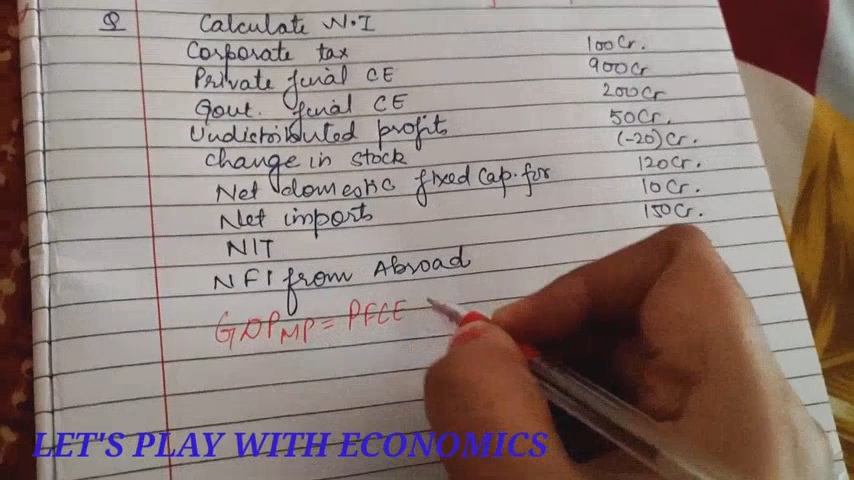 Q Calculate N.I
Corporate tax 100Cr.
Private final CE 900Cr
Gout. final CE 200Cr
Undistributed profits 50Cr.
Change in stock (-20)Cr.
Net domestic fixed cap. for 120Cr.
Net imports 10Cr.
NIT 150Cr.
NFI from Abroad
GDPMP = PFCE
LET'S PLAY WITH ECONOMICS